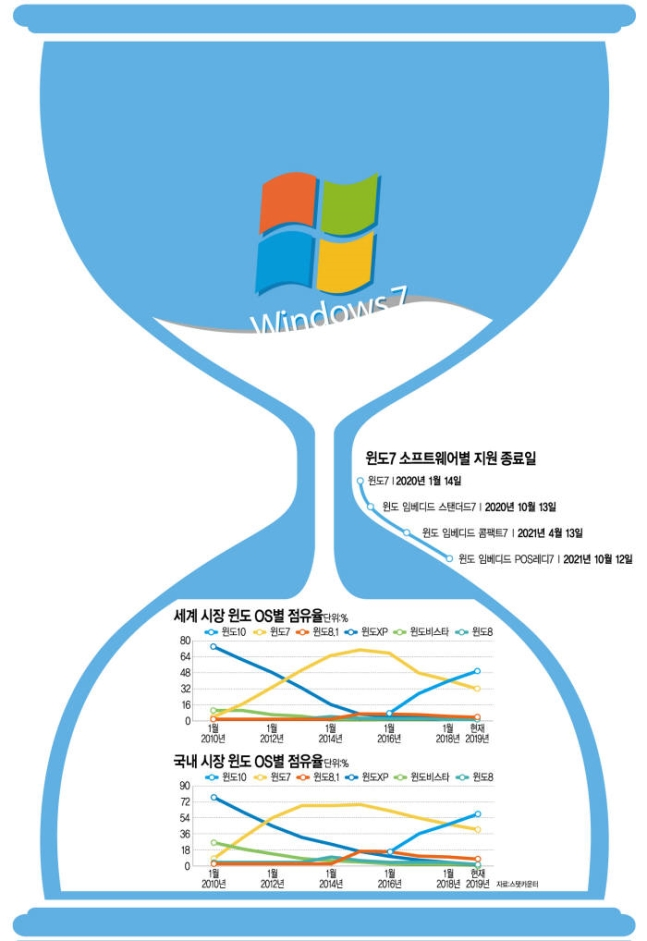 Windows 7
윈도7 소프트웨어별 지원 종료일
윈도7 | 2020년 1월 14일
윈도 임베디드 스탠더드7 | 2020년 10월 13일
윈도 임베디드 콤팩트7 | 2021년 4월 13일
윈도 임베디드 POS레디7 | 2021년 10월 12일
세계 시장 윈도 OS별 점유율 단위:%
윈도10 윈도7 윈도8.1 윈도XP 윈도비스타 윈도8
80
64
48
32
16
0
1월 1월 1월 1월 1월 현재
2010년 2012년 2014년 2016년 2018년 2019년
국내 시장 윈도 OS별 점유율 단위:%
윈도10 윈도7 윈도8.1 윈도XP 윈도비스타 윈도8
90
72
54
36
18
0
1월 1월 1월 1월 1월 현재
2010년 2012년 2014년 2016년 2018년 2019년 자료:스탯카운터